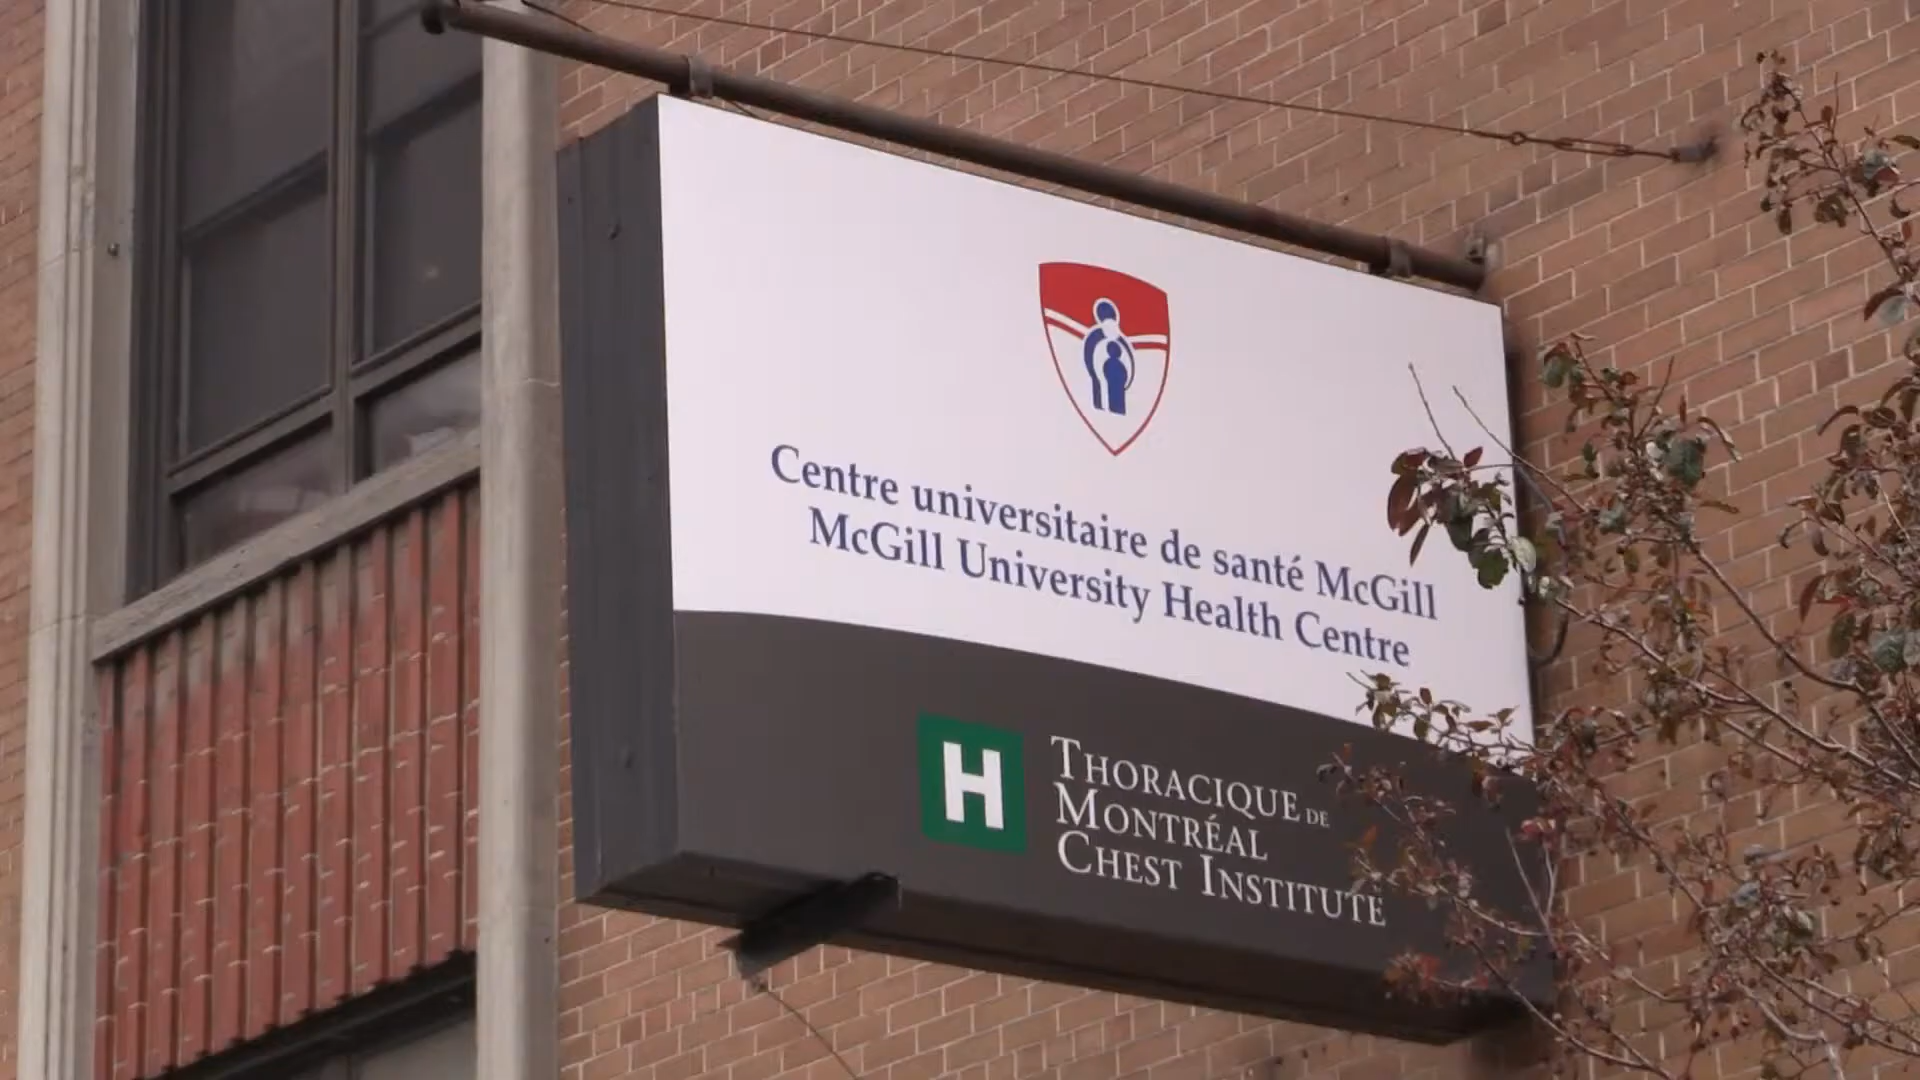 Centre universitaire de santé McGill
McGill University Health Centre
H
THORACIQUE DE
MONTRÉAL
CHEST INSTITUTE